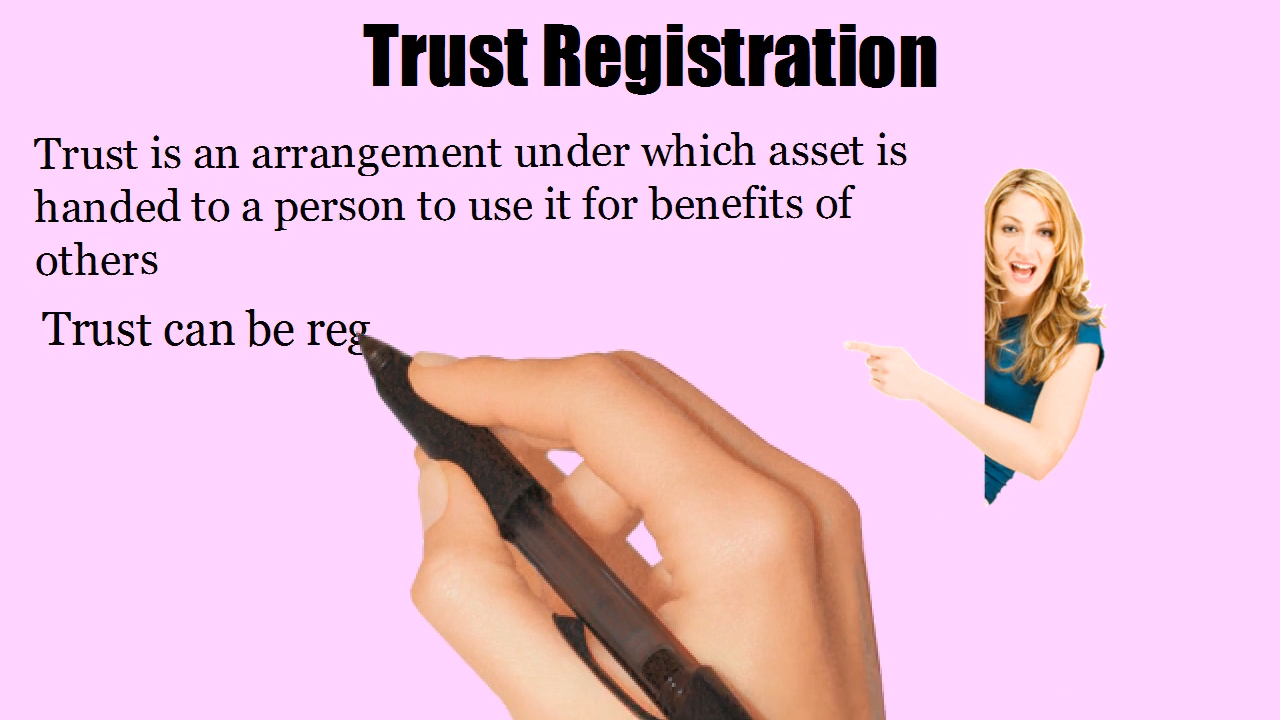 Trust Registration
Trust is an arrangement under which asset is
handed to a person to use it for benefits of
others
Trust can be reg